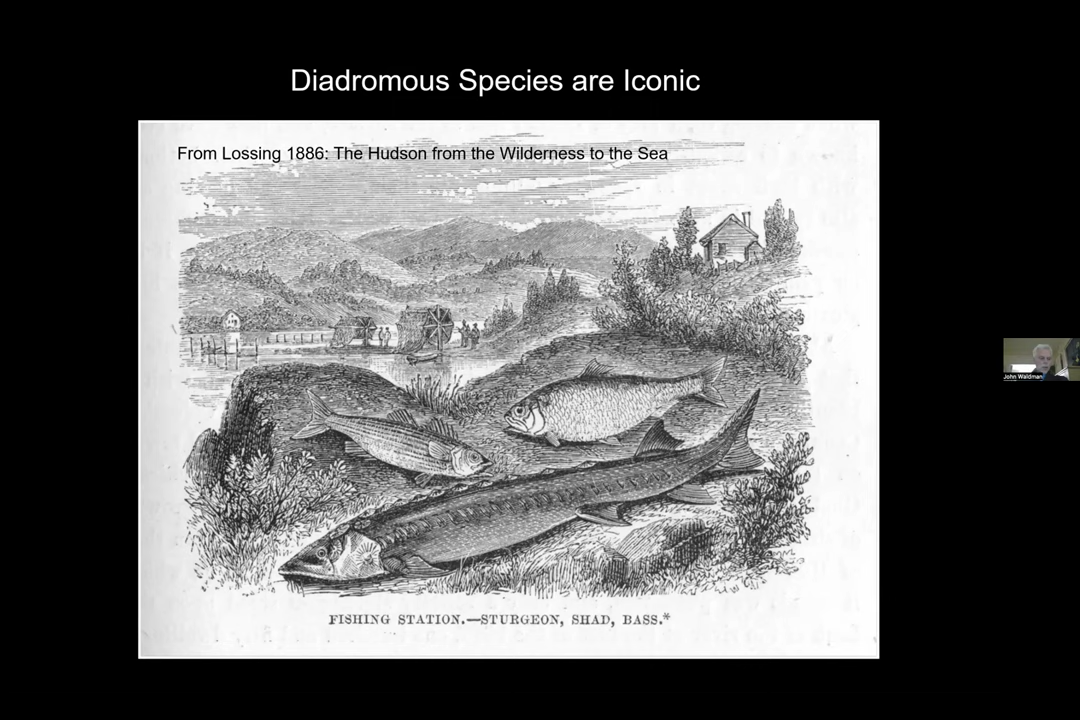 Diadromous Species are Iconic
From Lossing 1886: The Hudson from the Wilderness to the Sea
John Waldman
FISHING STATION.—STURGEON, SHAD, BASS.*